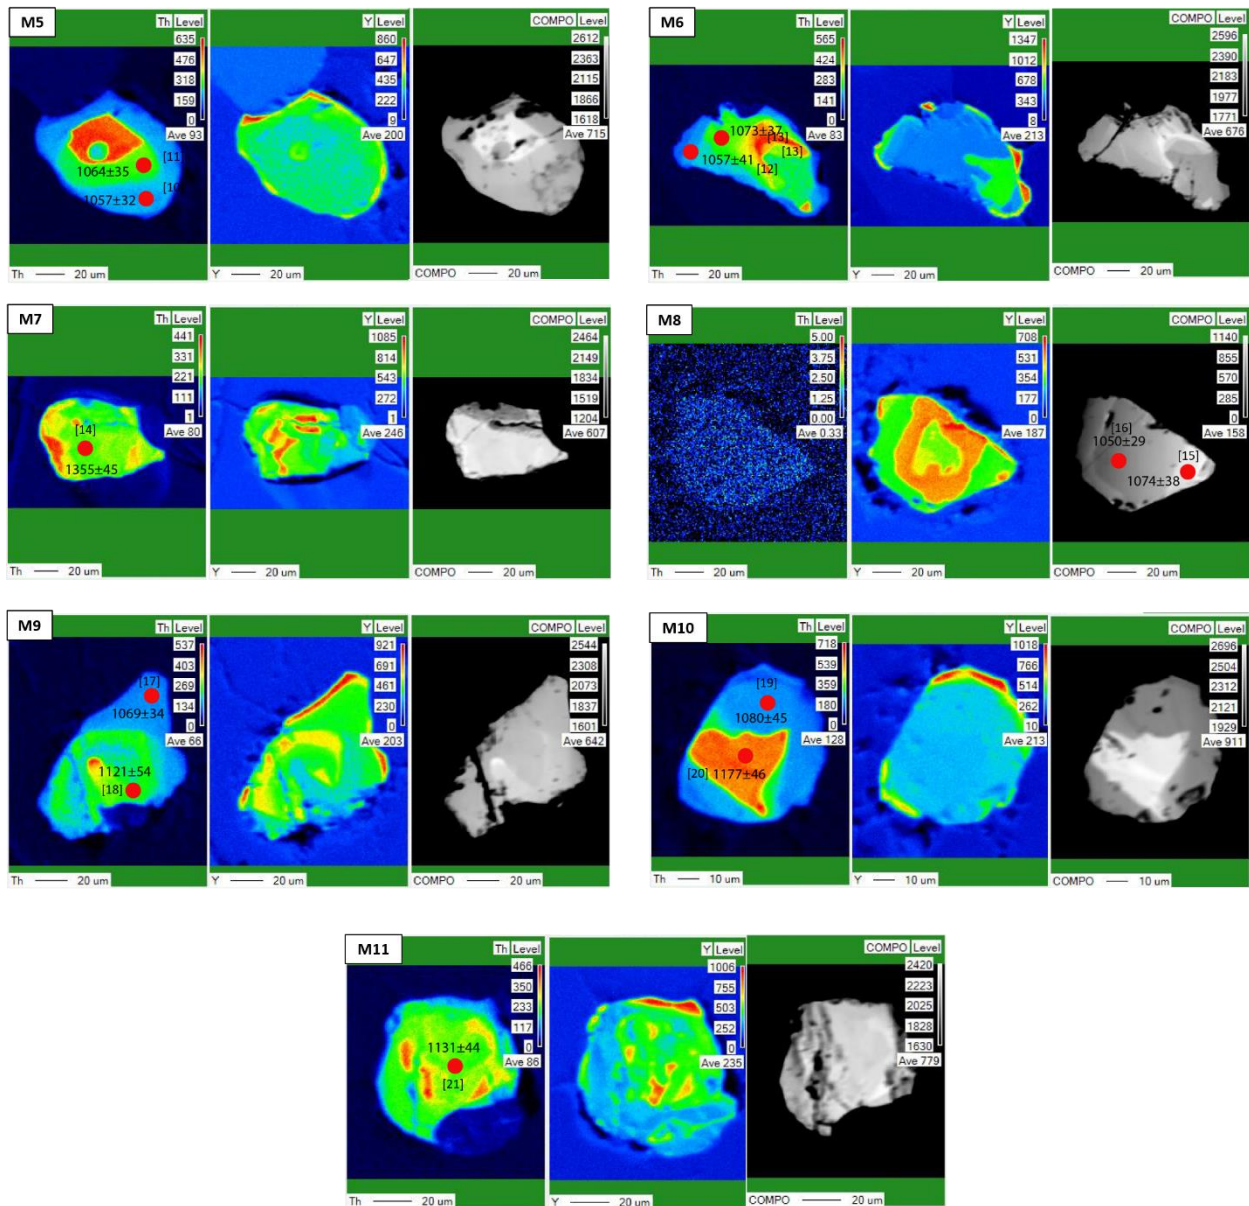 M5
Th Level
635
476
318
159
0
Ave 93
[11]
1064±35
1057±32
Th 20 um
Y Level
860
647
435
222
9
Ave 200
Y 20 um
COMPO Level
2612
2363
2115
1866
1618
Ave 715
COMPO 20 um
M6
Th Level
565
424
283
141
0
Ave 83
1073±37
[13]
1057±41
[13]
[12]
Th 20 um
Y Level
1347
1012
678
343
8
Ave 213
Y 20 um
COMPO Level
2596
2390
2183
1977
1771
Ave 676
COMPO 20 um
M7
Th Level
441
331
221
111
1
Ave 80
[14]
1355±45
Th 20 um
Y Level
1085
814
543
272
1
Ave 246
Y 20 um
COMPO Level
2464
2149
1834
1519
1204
Ave 607
COMPO 20 um
M8
Th Level
5.00
3.75
2.50
1.25
0.00
Ave 0.33
Th 20 um
Y Level
708
531
354
177
0
Ave 187
Y 20 um
COMPO Level
1140
855
570
285
0
Ave 158
[16]
1050±29
[15]
1074±38
COMPO 20 um
M9
Th Level
537
403
269
134
0
Ave 66
[17]
1069±34
1121±54
[18]
Th 20 um
Y Level
921
691
461
230
0
Ave 203
Y 20 um
COMPO Level
2544
2308
2073
1837
1601
Ave 642
COMPO 20 um
M10
Th Level
718
539
359
180
0
Ave 128
[19]
1080±45
[20] 1177±46
Th 10 um
Y Level
1018
766
514
262
10
Ave 213
Y 10 um
COMPO Level
2696
2504
2312
2121
1929
Ave 911
COMPO 10 um
M11
Th Level
466
350
233
117
0
Ave 86
1131±44
[21]
Th 20 um
Y Level
1006
755
503
252
0
Ave 235
Y 20 um
COMPO Level
2420
2223
2025
1828
1630
Ave 779
COMPO 20 um